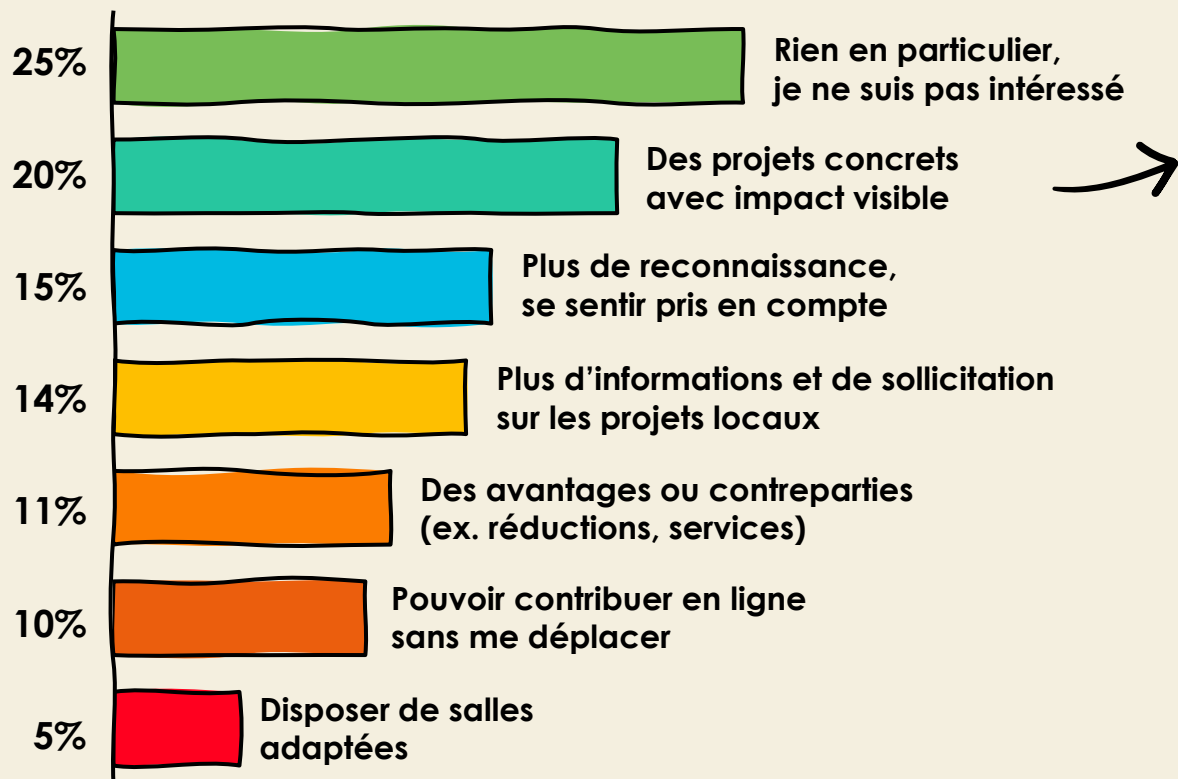 25%
Rien en particulier,
je ne suis pas intéressé
20%
Des projets concrets
avec impact visible
15%
Plus de reconnaissance,
se sentir pris en compte
14%
Plus d’informations et de sollicitation
sur les projets locaux
11%
Des avantages ou contreparties
(ex. réductions, services)
10%
Pouvoir contribuer en ligne
sans me déplacer
5%
Disposer de salles
adaptées